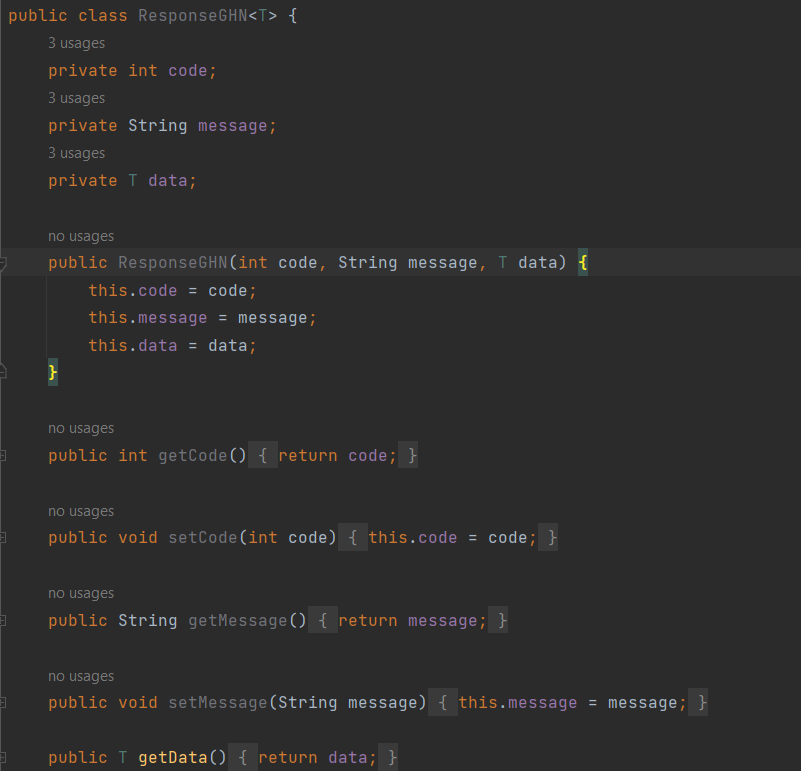 public class ResponseGHN<T> {
3 usages
private int code;
3 usages
private String message;
3 usages
private T data;
no usages
public ResponseGHN(int code, String message, T data) {
this.code = code;
this.message = message;
this.data = data;
}
no usages
public int getCode() { return code; }
no usages
public void setCode(int code) { this.code = code; }
no usages
public String getMessage() { return message; }
no usages
public void setMessage(String message) { this.message = message; }
public T getData() { return data; }